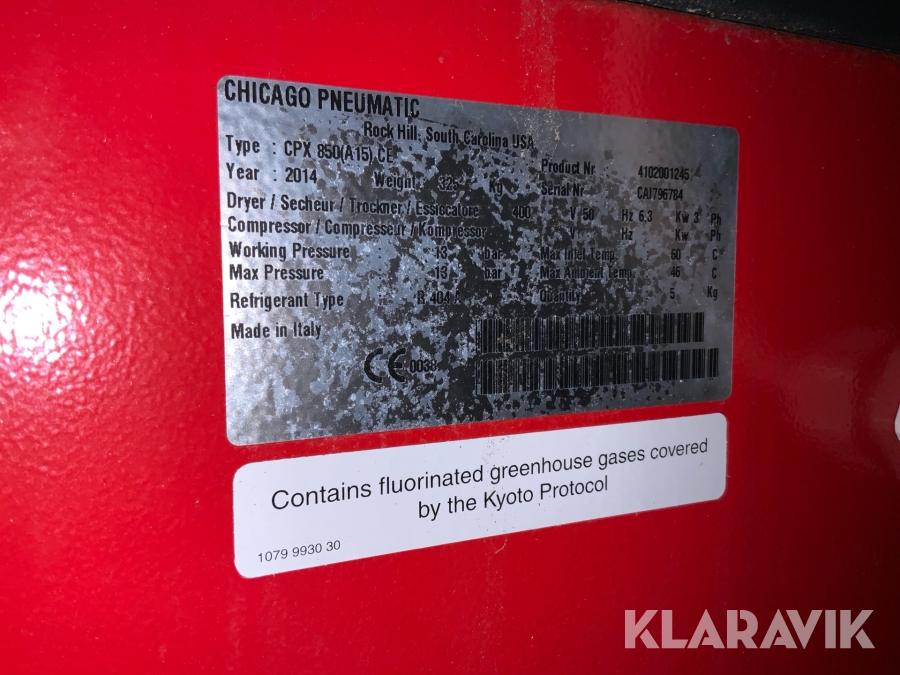 CHICAGO PNEUMATIC
Rock Hill, South Carolina USA
Type : CPX 850(A15) CE
Product Nr 4102001245
Year : 2014 Weight 325 Kg
Serial Nr CAI796784
Dryer / Secheur / Trockner / Essiccatore 400 V 50 Hz 6.3 Kw 3 Ph
Compressor / Compresseur / Kompressor V Hz Kw Ph
Working Pressure 13 bar Max Inlet Temp. 60 C
Max Pressure 13 bar Max Ambient Temp. 46 C
Refrigerant Type R 404 A Quantity 5 Kg
Made in Italy
CE 0038
Contains fluorinated greenhouse gases covered
by the Kyoto Protocol
1079 9930 30
KLARAVIK